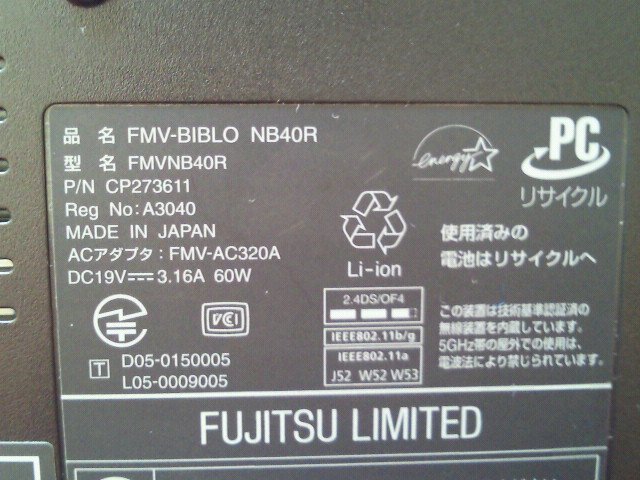 品 名 FMV-BIBLO NB40R
型 名 FMVNB40R
P/N CP273611
Reg No:A3040
MADE IN JAPAN
ACアダプタ:FMV-AC320A
DC19V 3.16A 60W
energy
PC
リサイクル
Li-ion
使用済みの
電池はリサイクルへ
VCCI
T D05-0150005
L05-0009005
2.4DS/OF4
IEEE802.11b/g
IEEE802.11a
J52 W52 W53
この装置は技術基準認証済の
無線装置を内蔵しています。
5GHz帯の屋外での使用は、
電波法により禁じられています。
FUJITSU LIMITED